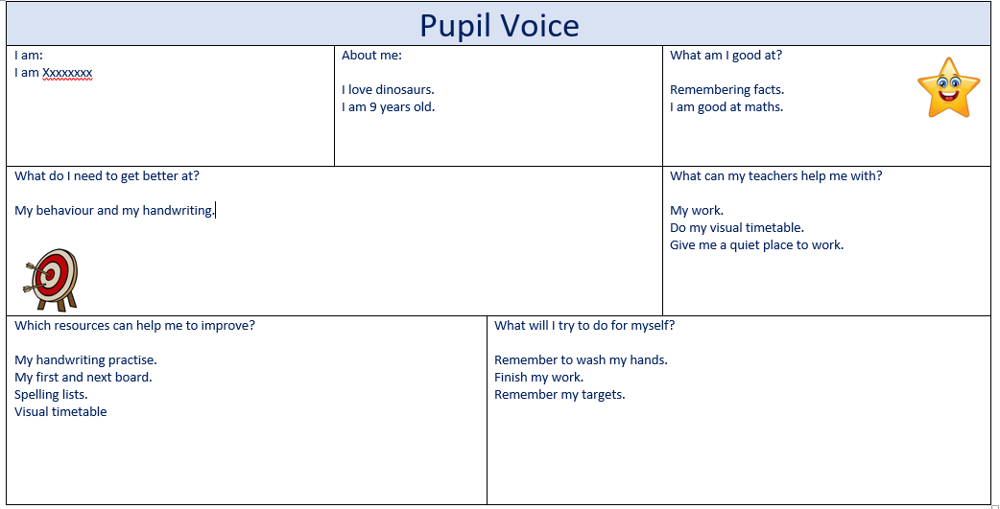 Pupil Voice
I am:
I am Xxxxxxxx
About me:
I love dinosaurs.
I am 9 years old.
What am I good at?
Remembering facts.
I am good at maths.
What do I need to get better at?
My behaviour and my handwriting.
What can my teachers help me with?
My work.
Do my visual timetable.
Give me a quiet place to work.
Which resources can help me to improve?
My handwriting practise.
My first and next board.
Spelling lists.
Visual timetable
What will I try to do for myself?
Remember to wash my hands.
Finish my work.
Remember my targets.